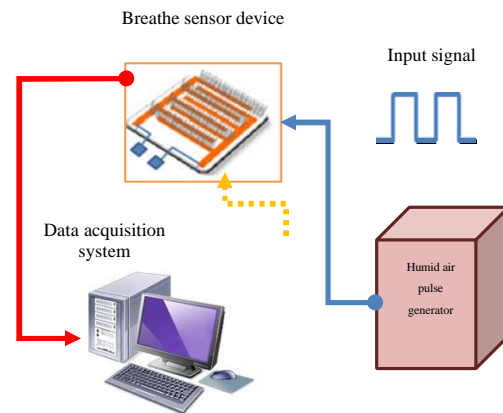 Breathe sensor device
Input signal
Data acquisition
system
Humid air
pulse
generator